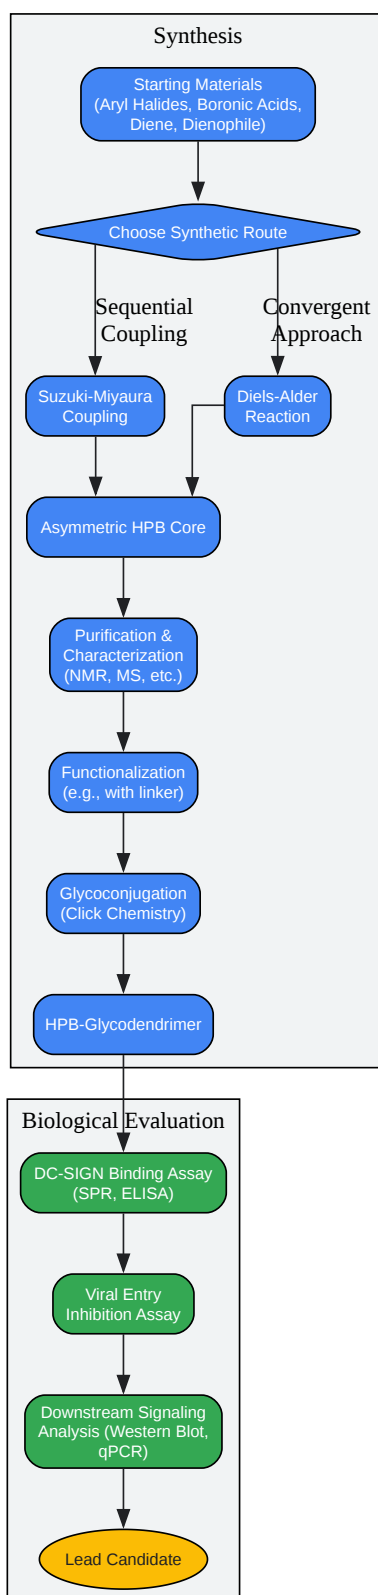 Synthesis
Starting Materials
(Aryl Halides, Boronic Acids,
Diene, Dienophile)
Choose Synthetic Route
Sequential
Coupling
Convergent
Approach
Suzuki-Miyaura
Coupling
Diels-Alder
Reaction
Asymmetric HPB Core
Purification &
Characterization
(NMR, MS, etc.)
Functionalization
(e.g., with linker)
Glycoconjugation
(Click Chemistry)
HPB-Glycodendrimer
Biological Evaluation
DC-SIGN Binding Assay
(SPR, ELISA)
Viral Entry
Inhibition Assay
Downstream Signaling
Analysis (Western Blot,
qPCR)
Lead Candidate